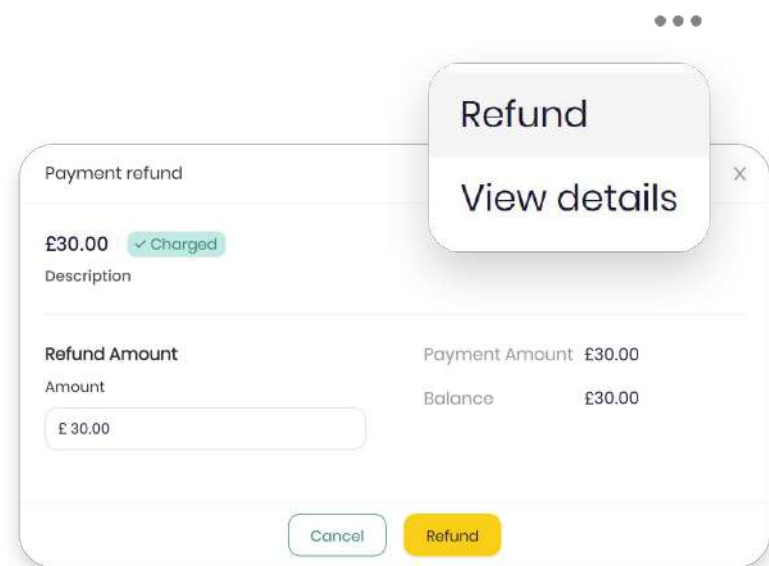 Refund
View details
Payment refund
£30.00 Charged
Description
Refund Amount
Amount
£ 30.00
Payment Amount £30.00
Balance £30.00
Cancel Refund